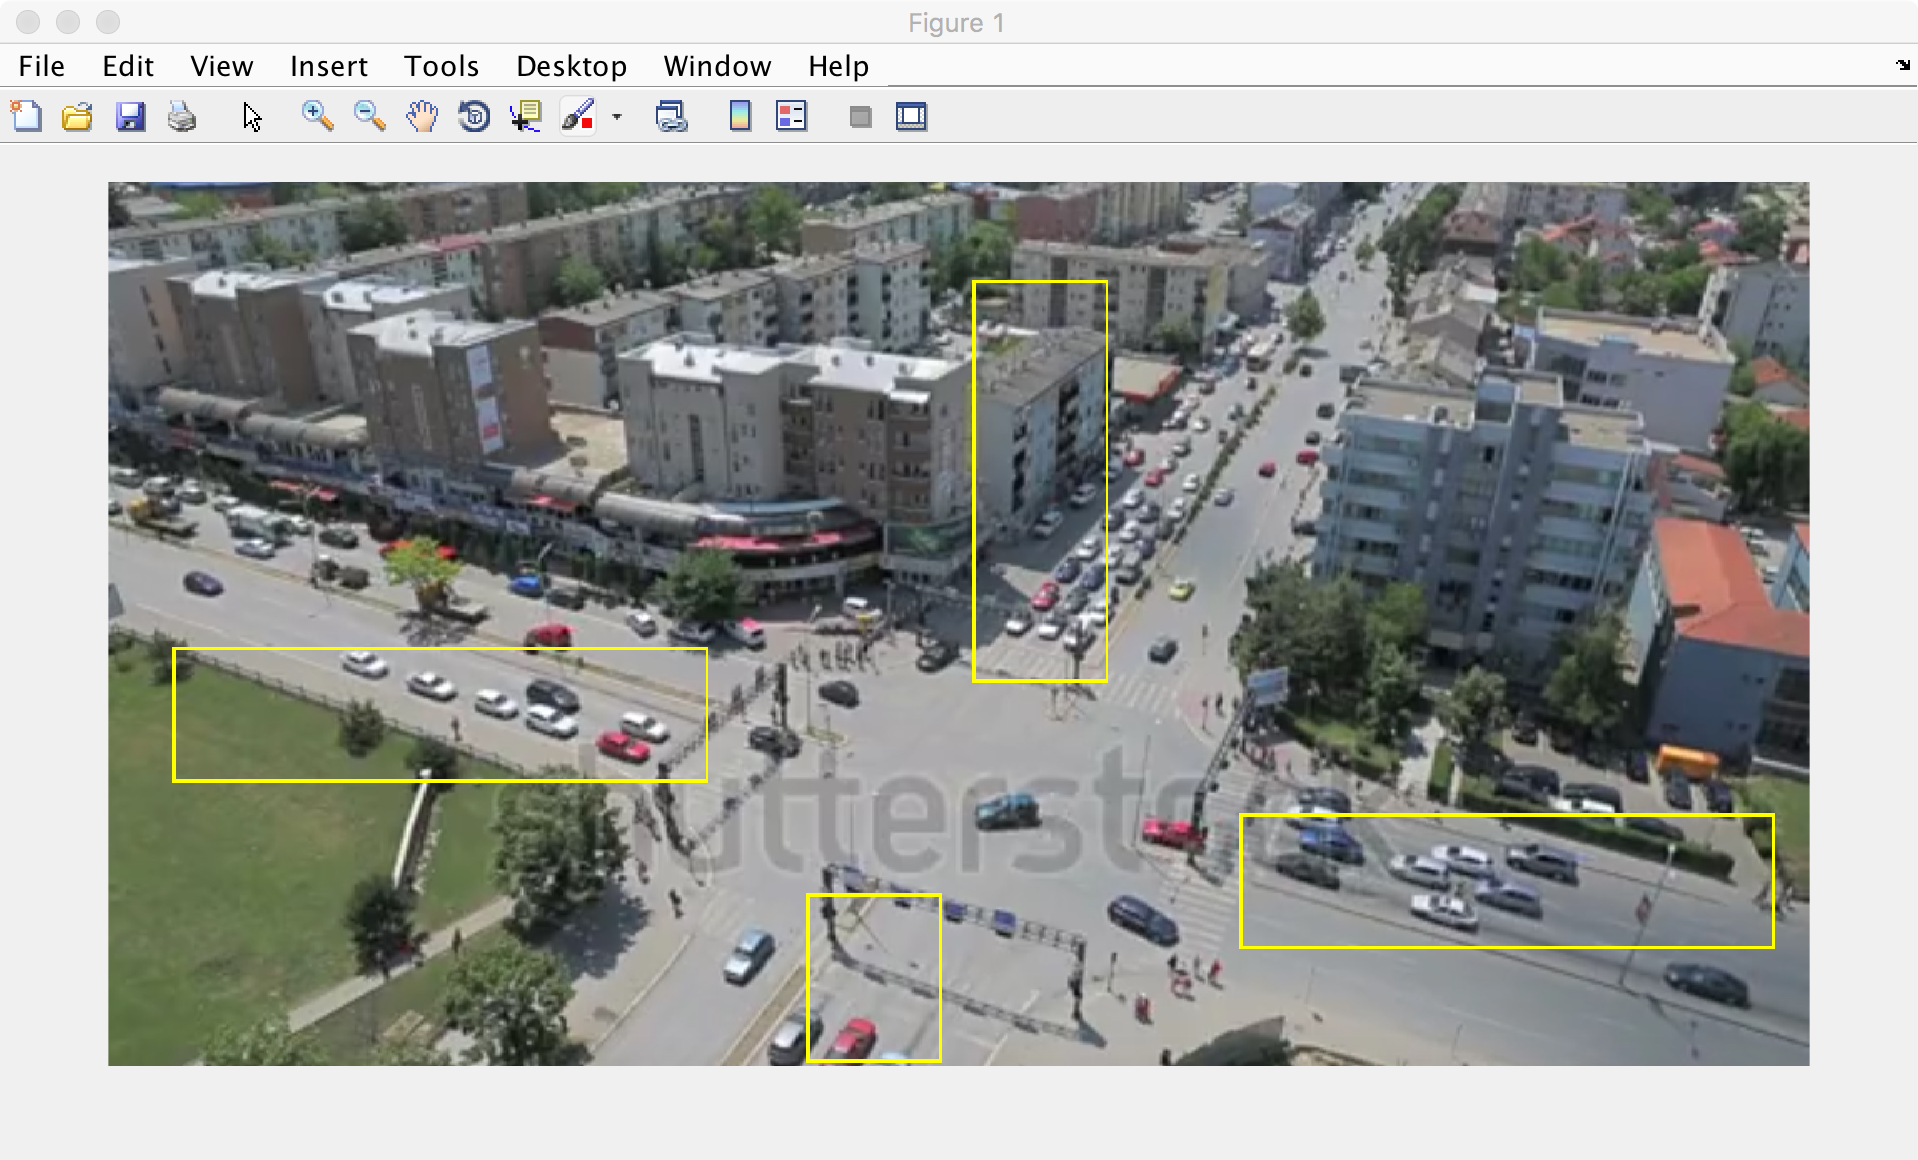 Figure 1
File Edit View Insert Tools Desktop Window Help
shutterstock